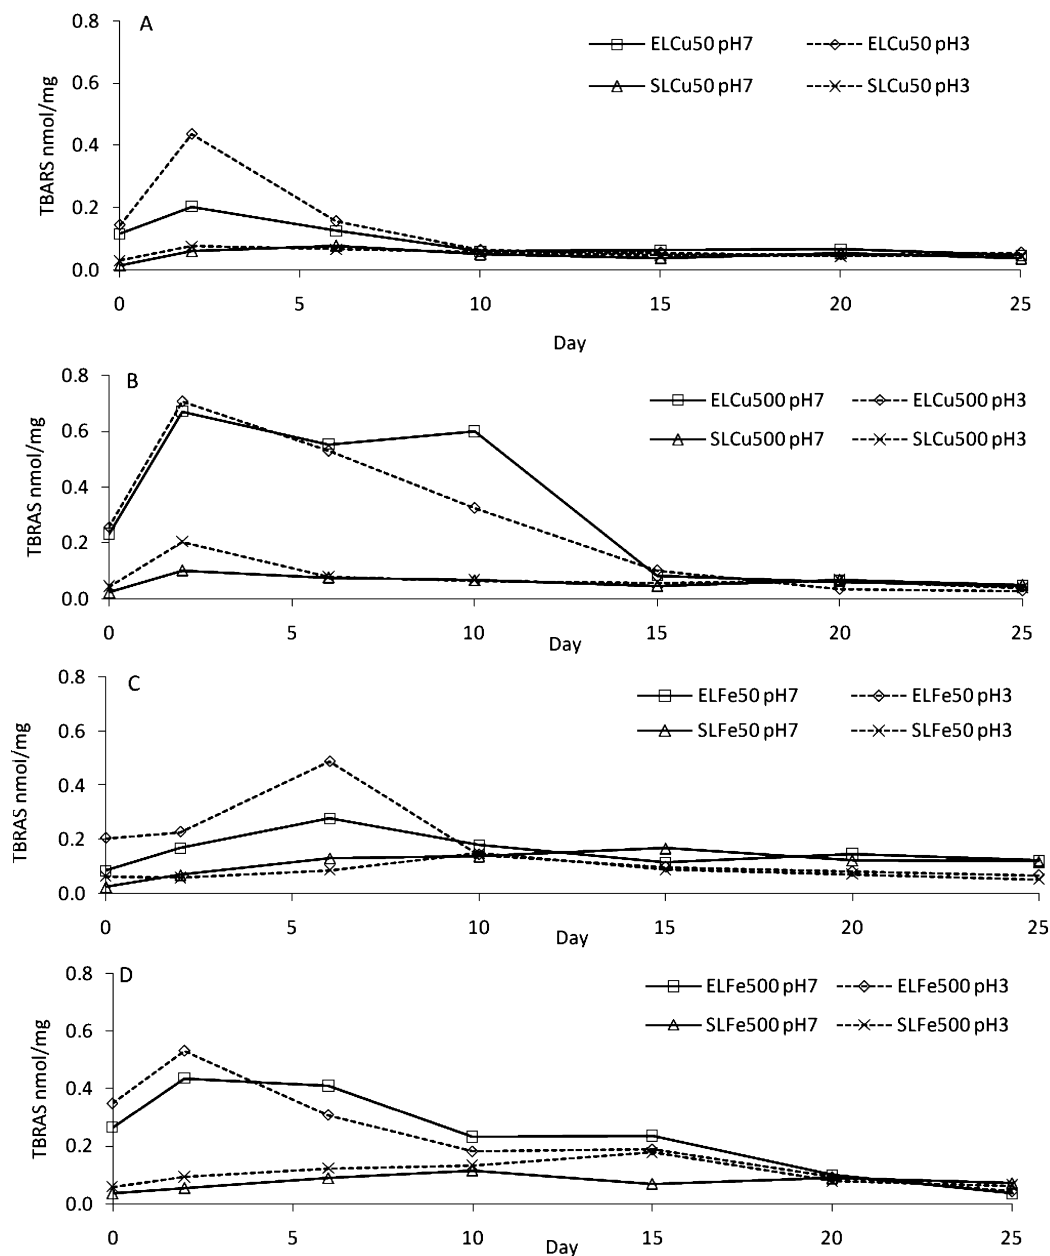 A
0.8
ELCu50 pH7 ELCu50 pH3
SLCu50 pH7 SLCu50 pH3
0.6
0.4
0.2
0.0
TBARS nmol/mg
0 5 10 15 20 25
Day
B
0.8
ELCu500 pH7 ELCu500 pH3
SLCu500 pH7 SLCu500 pH3
0.6
0.4
0.2
0.0
TBRAS nmol/mg
0 5 10 15 20 25
Day
C
0.8
ELFe50 pH7 ELFe50 pH3
SLFe50 pH7 SLFe50 pH3
0.6
0.4
0.2
0.0
TBRAS nmol/mg
0 5 10 15 20 25
Day
D
0.8
ELFe500 pH7 ELFe500 pH3
SLFe500 pH7 SLFe500 pH3
0.6
0.4
0.2
0.0
TBRAS nmol/mg
0 5 10 15 20 25
Day